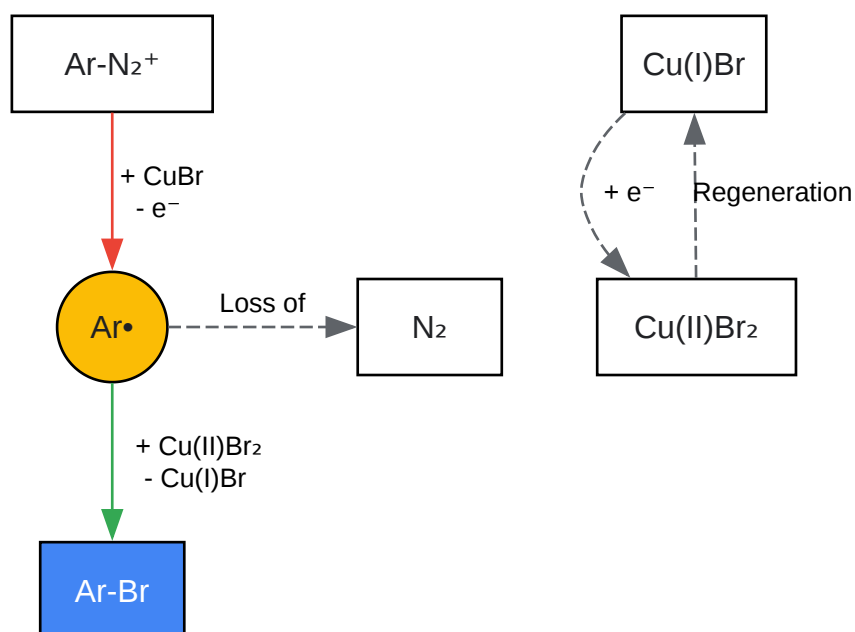 Ar-N₂⁺
Cu(I)Br
+ CuBr
- e⁻
+ e⁻
Regeneration
Loss of
Ar•
N₂
Cu(II)Br₂
+ Cu(II)Br₂
- Cu(I)Br
Ar-Br